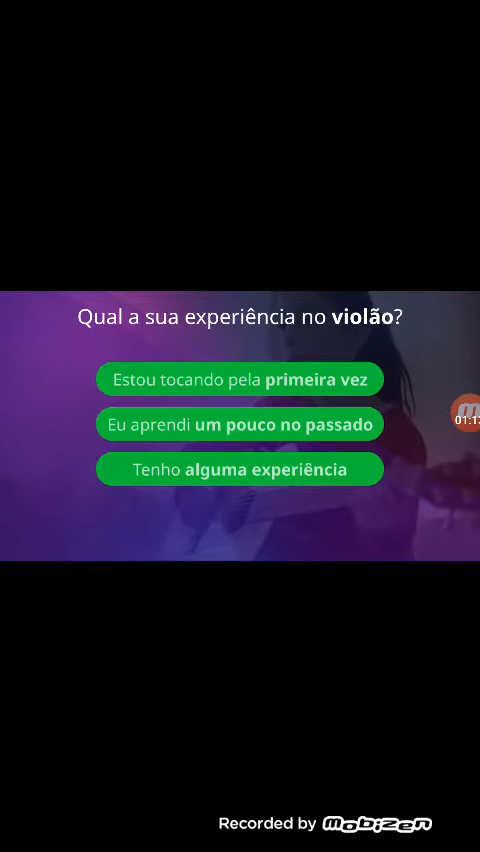 Qual a sua experiência no violão?
Estou tocando pela primeira vez
Eu aprendi um pouco no passado
Tenho alguma experiência
Recorded by Mobizen